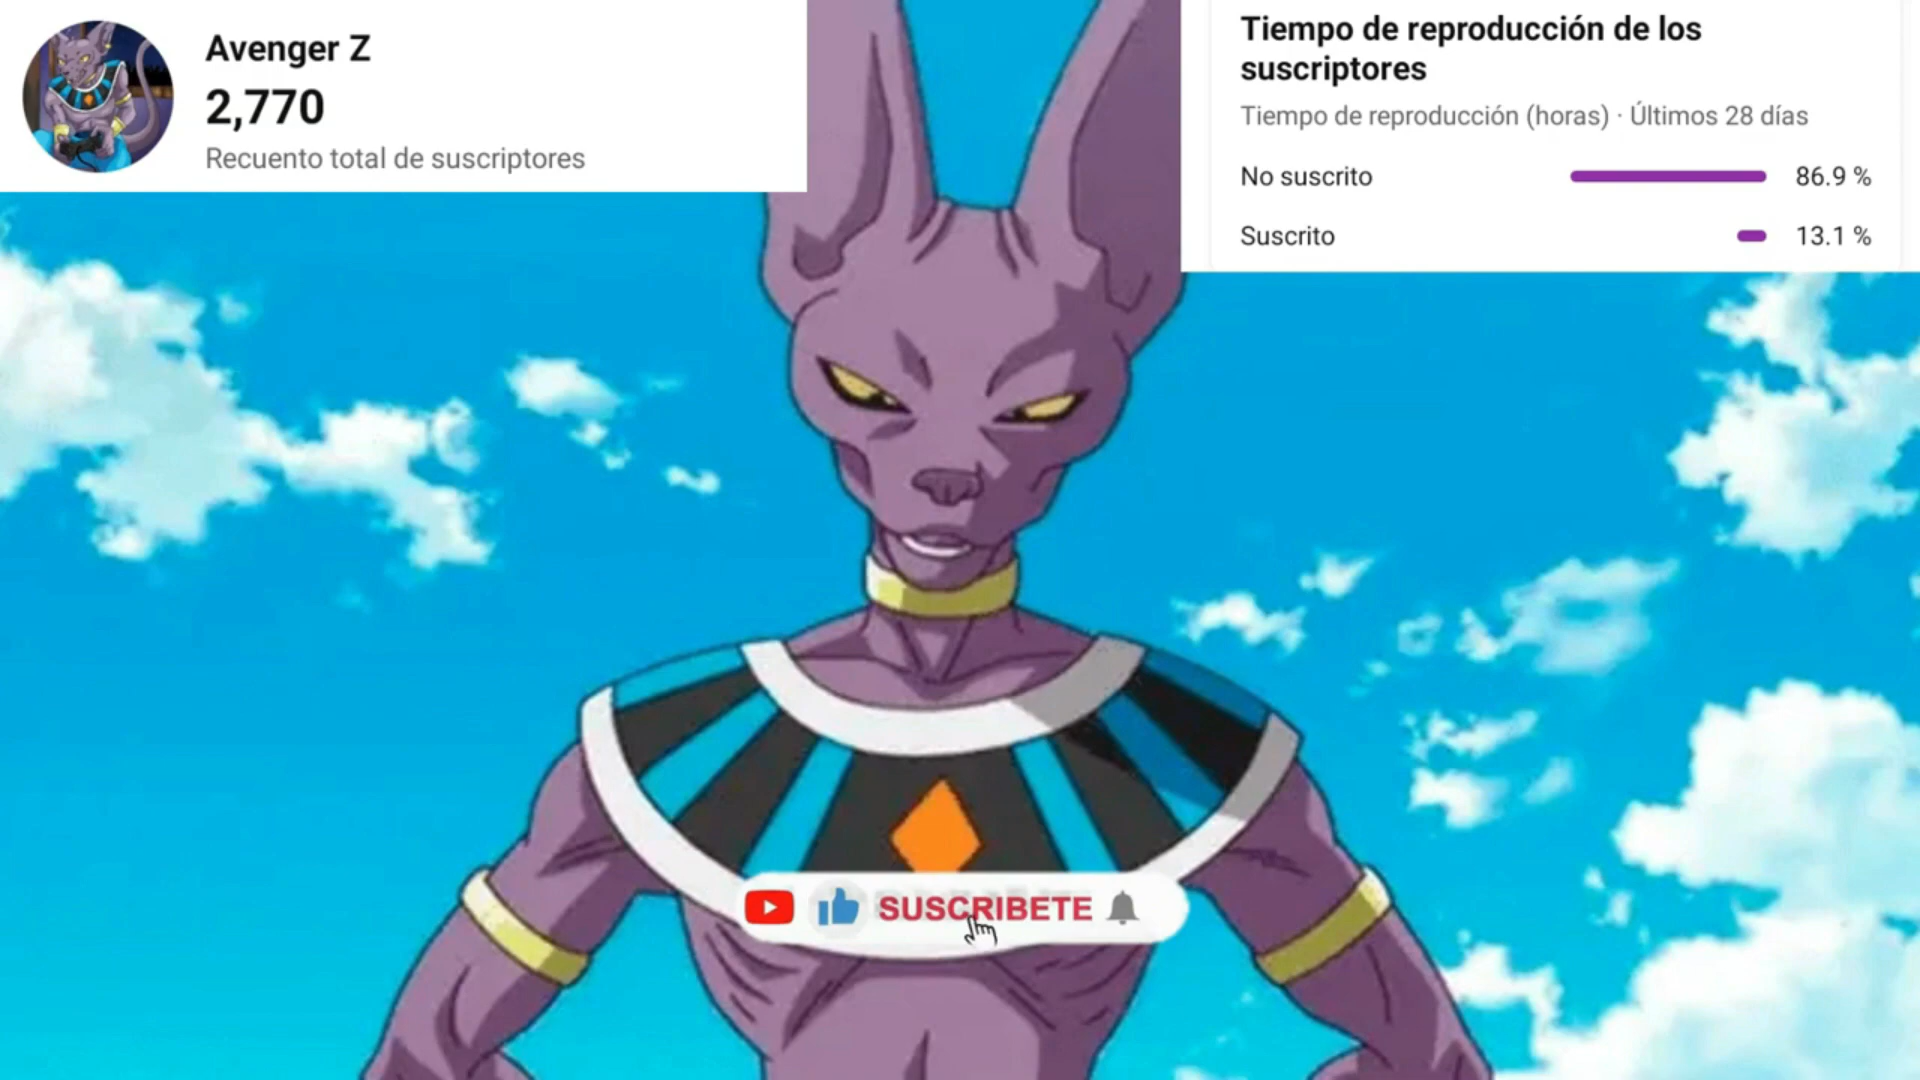 Avenger Z
2,770
Recuento total de suscriptores
Tiempo de reproducción de los
suscriptores
Tiempo de reproducción (horas) · Últimos 28 días
No suscrito 86.9 %
Suscrito 13.1 %
SUSCRIBETE